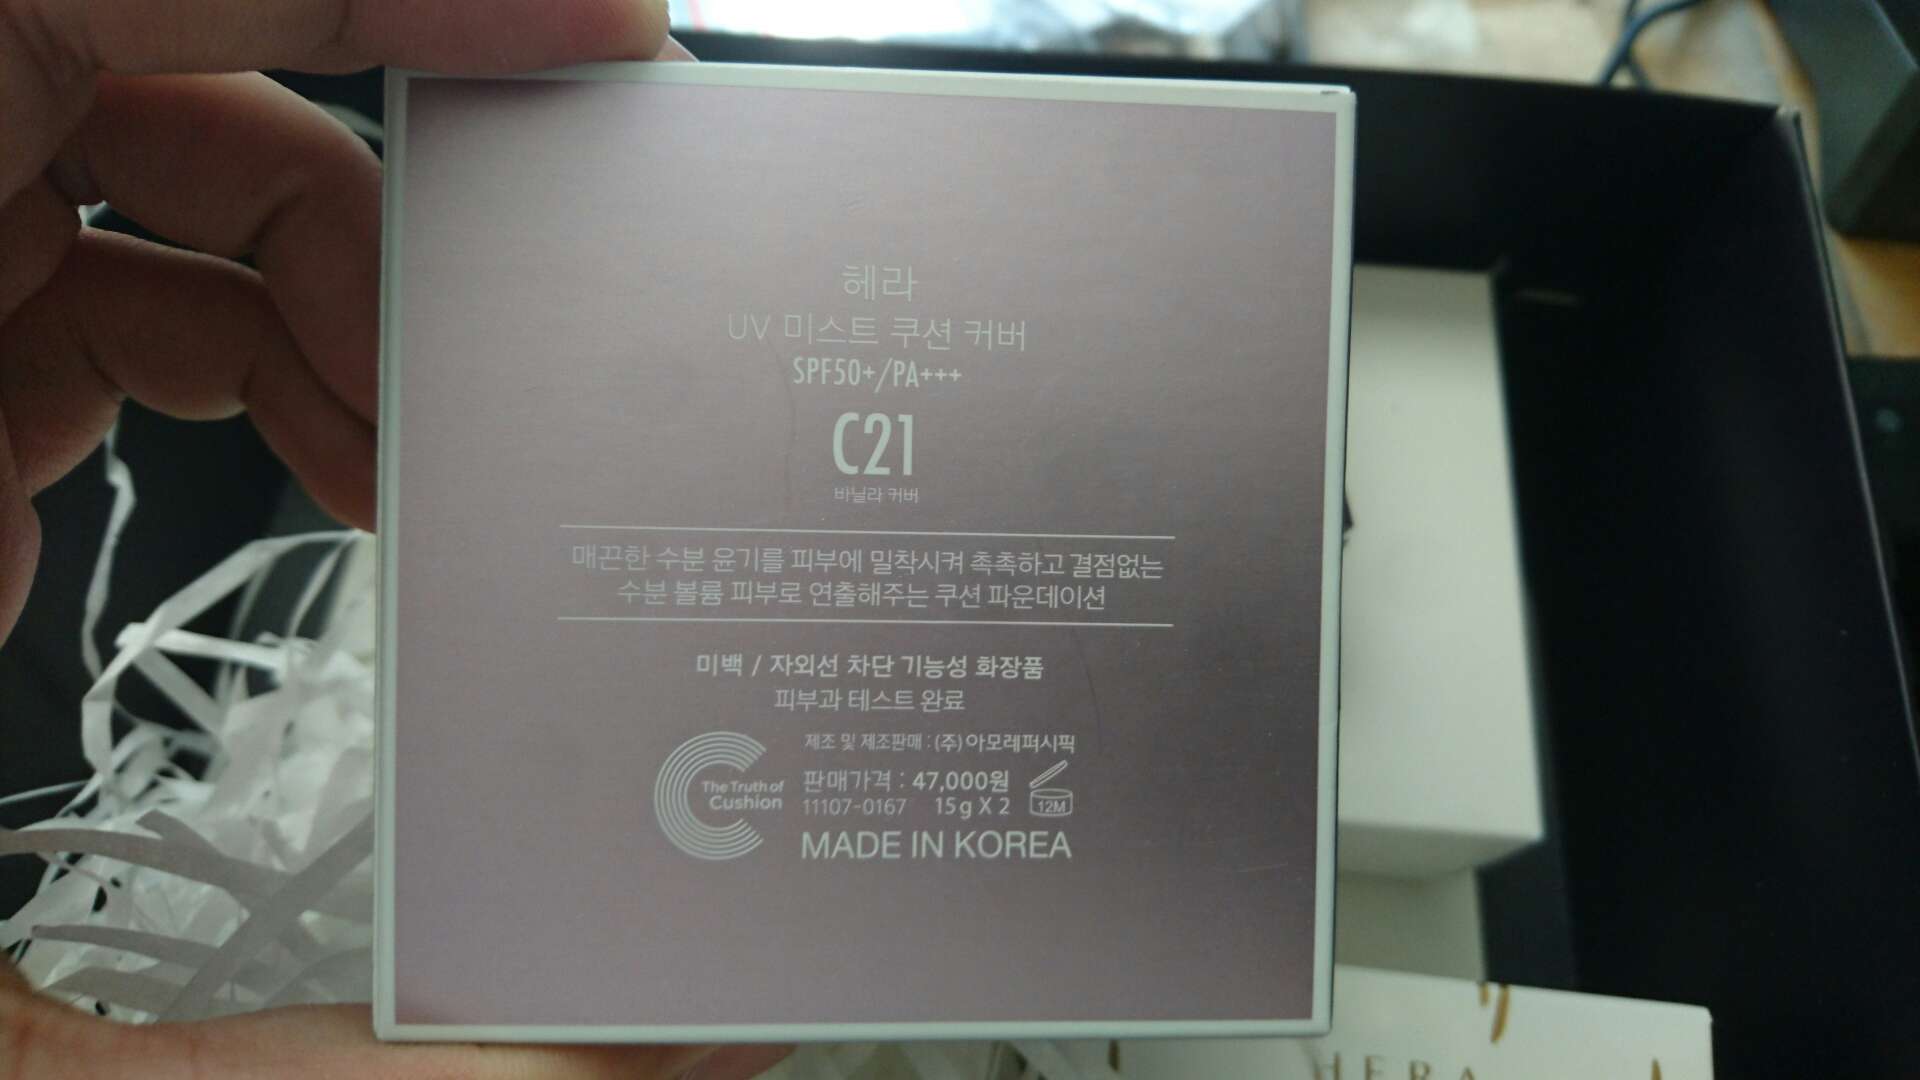 헤라
UV 미스트 쿠션 커버
SPF50+/PA+++
C21
바닐라 커버
매끈한 수분 윤기를 피부에 밀착시켜 촉촉하고 결점없는
수분 볼륨 피부로 연출해주는 쿠션 파운데이션
미백 / 자외선 차단 기능성 화장품
피부과 테스트 완료
The Truth of
Cushion
제조 및 제조판매 : (주)아모레퍼시픽
판매가격 : 47,000원
11107-0167 15g X 2
12M
MADE IN KOREA
HERA